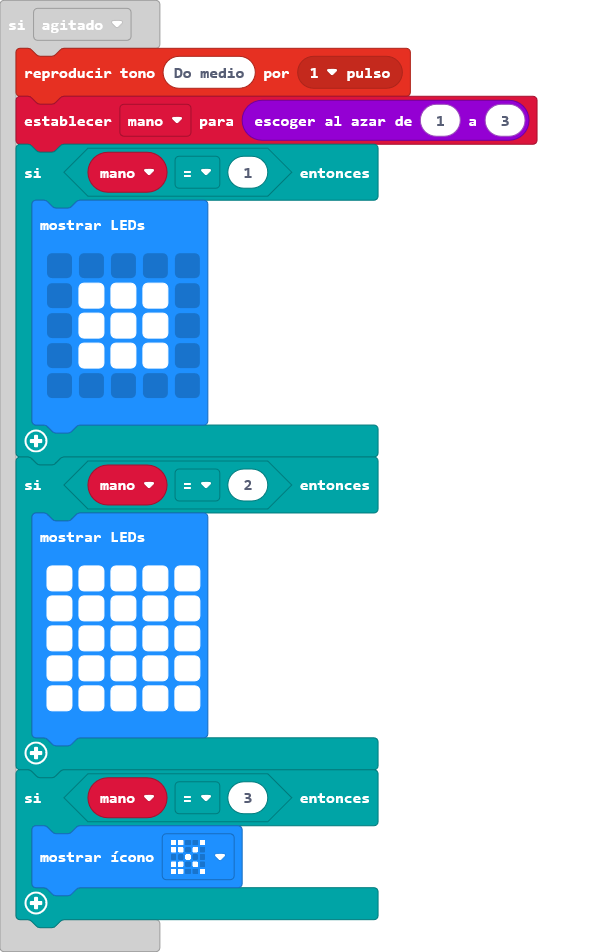 si agitado
reproducir tono Do medio por 1 pulso
establecer mano para escoger al azar de 1 a 3
si mano = 1 entonces
mostrar LEDs
si mano = 2 entonces
mostrar LEDs
si mano = 3 entonces
mostrar ícono